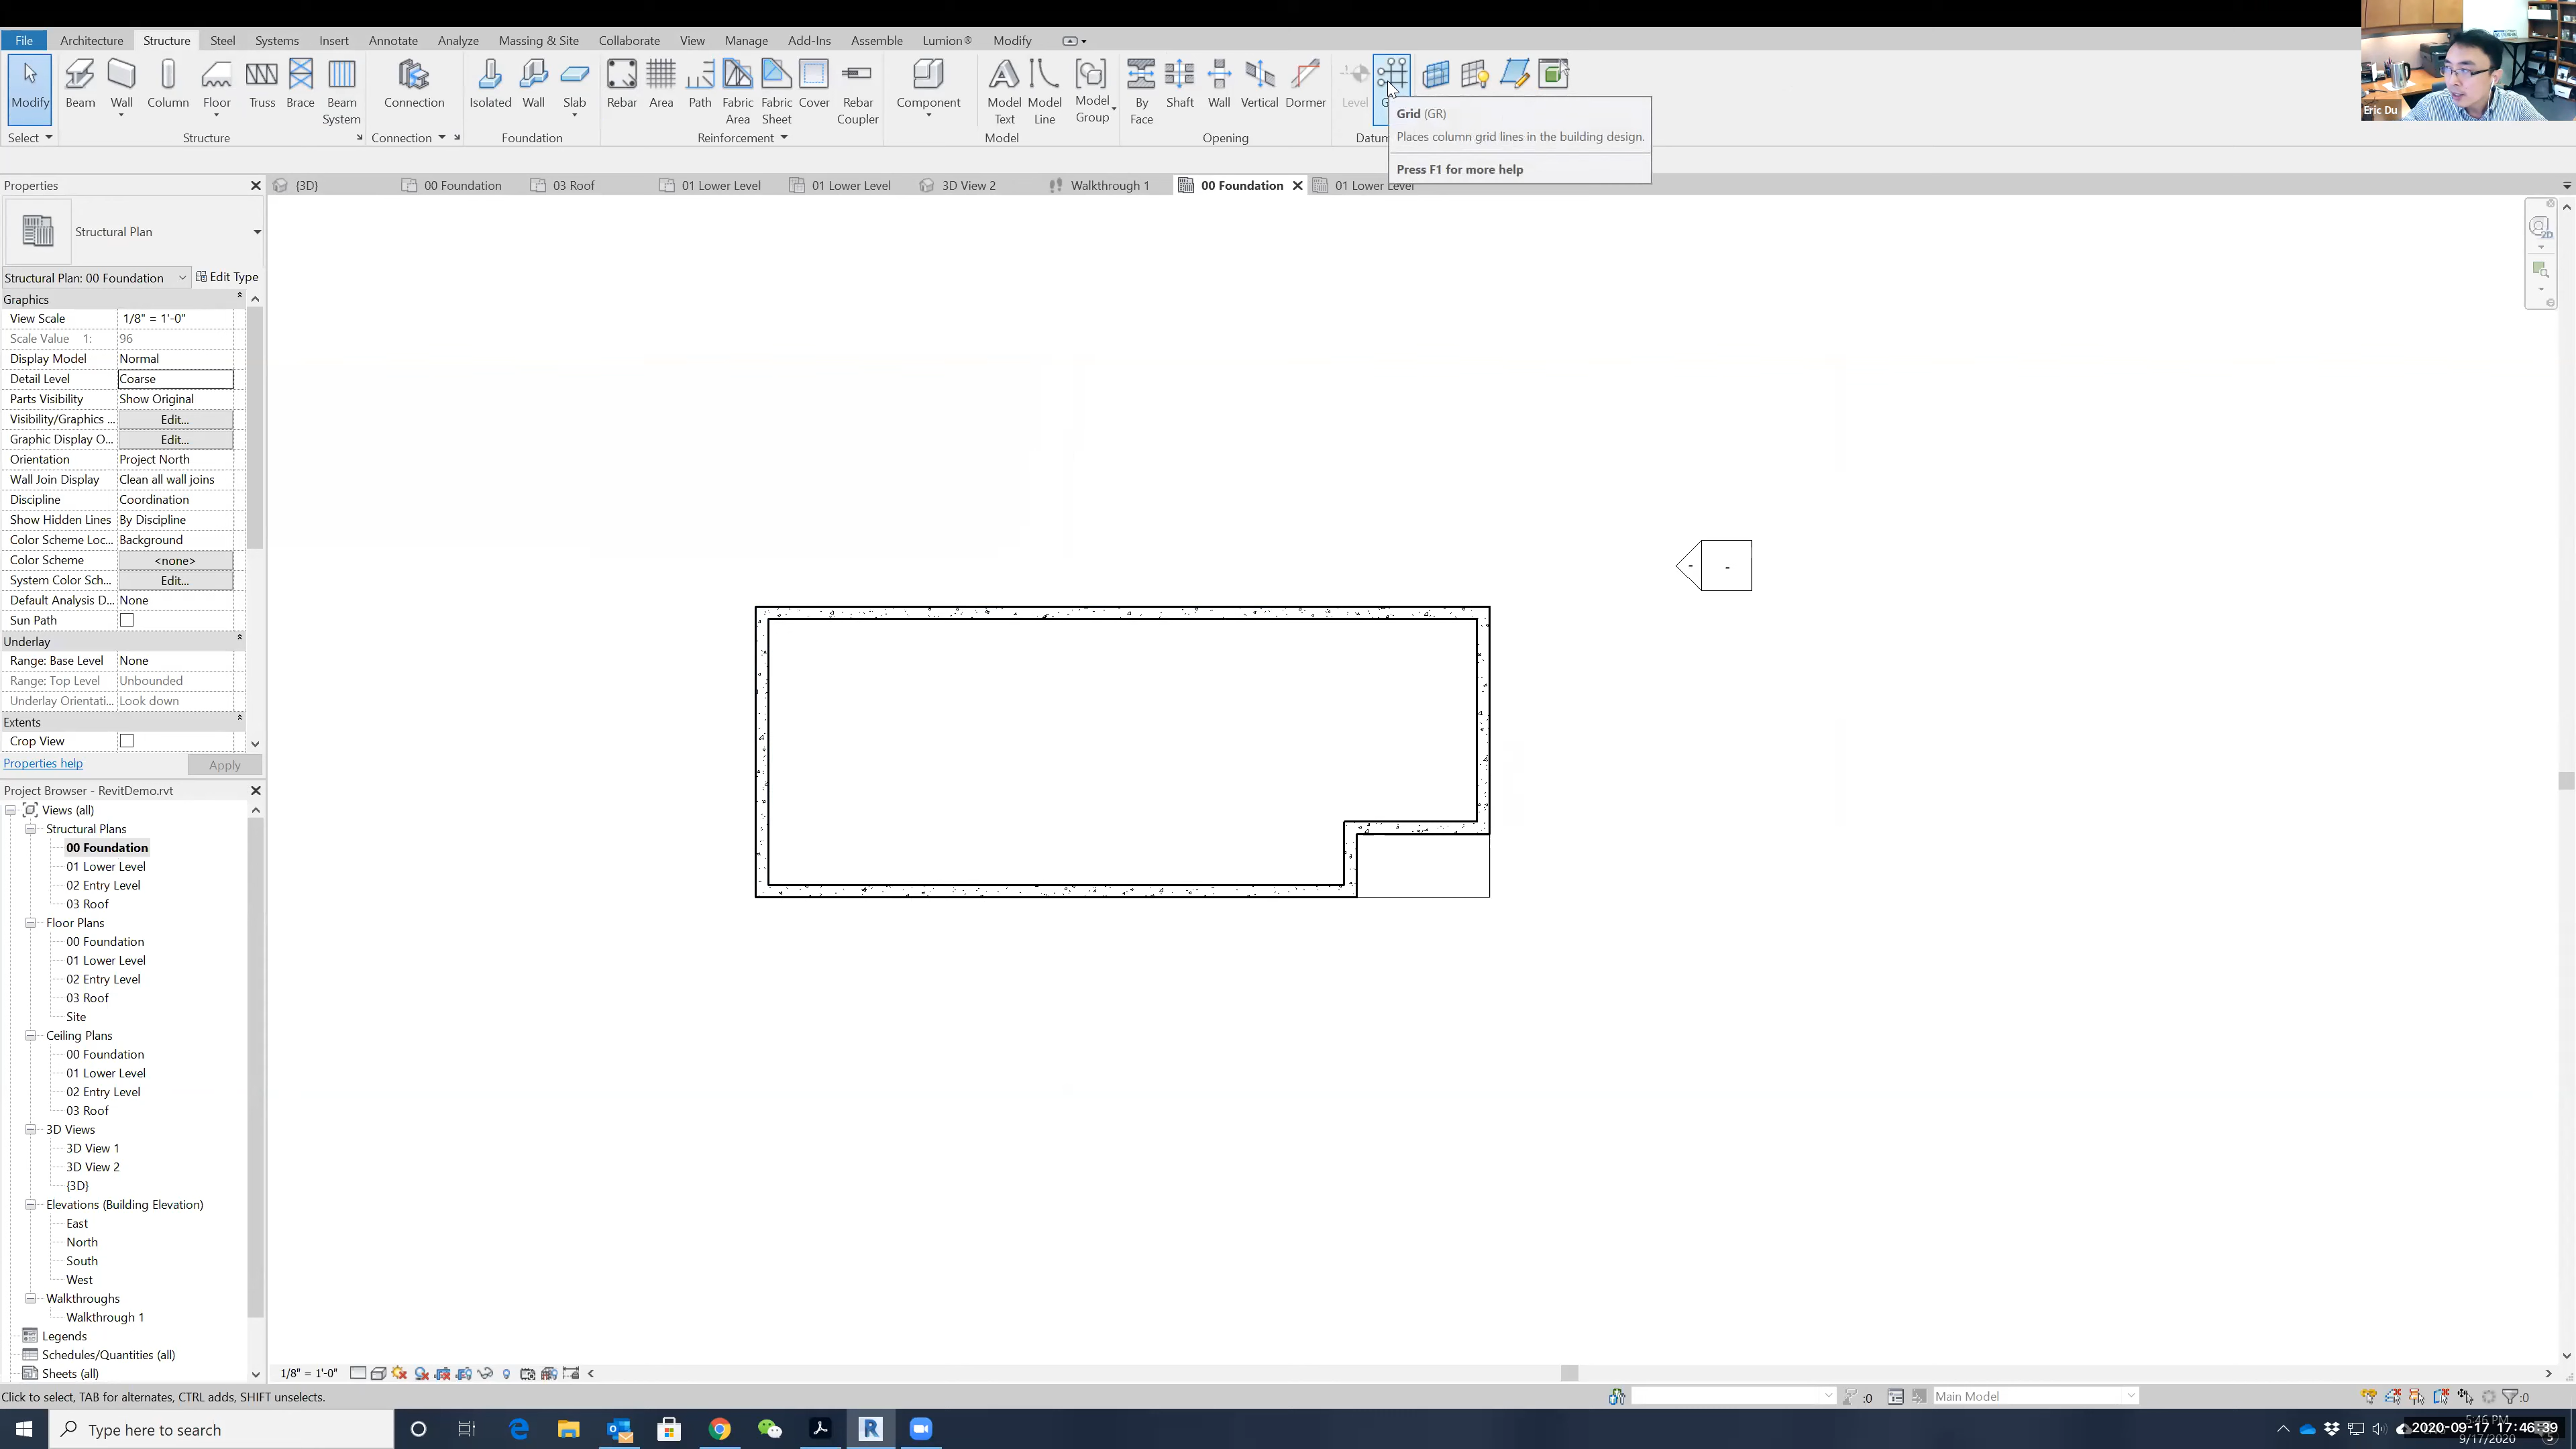 File Architecture Structure Steel Systems Insert Annotate Analyze Massing & Site Collaborate View Manage Add-Ins Assemble Lumion® Modify
Modify Beam Wall Column Floor Truss Brace Beam System Connection Isolated Wall Slab Rebar Area Path Fabric Area Fabric Sheet Cover Rebar Coupler Component Model Text Model Line Model Group By Face Shaft Wall Vertical Dormer Level
Select Structure Connection Foundation Reinforcement Model Opening
Eric Du
Grid (GR)
Places column grid lines in the building design.
Press F1 for more help
{3D} 00 Foundation 03 Roof 01 Lower Level 01 Lower Level 3D View 2 Walkthrough 1 00 Foundation 01 Lower Level
Properties
Structural Plan
Structural Plan: 00 Foundation Edit Type
Graphics
View Scale 1/8" = 1'-0"
Scale Value 1: 96
Display Model Normal
Detail Level Coarse
Parts Visibility Show Original
Visibility/Graphics ... Edit...
Graphic Display O... Edit...
Orientation Project North
Wall Join Display Clean all wall joins
Discipline Coordination
Show Hidden Lines By Discipline
Color Scheme Loc... Background
Color Scheme <none>
System Color Sch... Edit...
Default Analysis D... None
Sun Path
Underlay
Range: Base Level None
Range: Top Level Unbounded
Underlay Orientati... Look down
Extents
Crop View
Properties help Apply
Project Browser - RevitDemo.rvt
Views (all)
Structural Plans
00 Foundation
01 Lower Level
02 Entry Level
03 Roof
Floor Plans
00 Foundation
01 Lower Level
02 Entry Level
03 Roof
Site
Ceiling Plans
00 Foundation
01 Lower Level
02 Entry Level
03 Roof
3D Views
3D View 1
3D View 2
{3D}
Elevations (Building Elevation)
East
North
South
West
Walkthroughs
Walkthrough 1
Legends
Schedules/Quantities (all)
Sheets (all)
1/8" = 1'-0"
Click to select, TAB for alternates, CTRL adds, SHIFT unselects.
:0 Main Model :0
Type here to search
5:46 PM
2020-09-17 17:46:39
9/17/2020